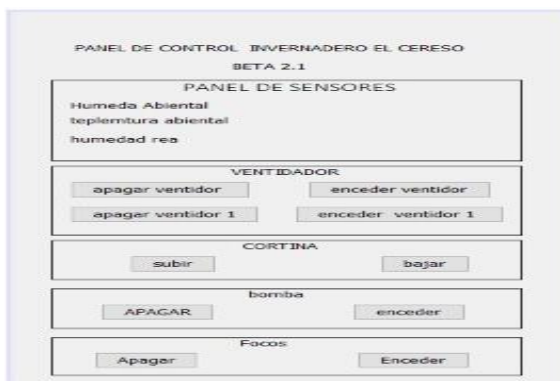 PANEL DE CONTROL INVERNADERO EL CERESO
BETA 2.1
PANEL DE SENSORES
Humeda Abiental
teplerntura abiental
humedad rea
VENTIDADOR
apagar ventidor enceder ventidor
apagar ventidor 1 enceder ventidor 1
CORTINA
subir bajar
bomba
APAGAR enceder
Focos
Apagar Enceder